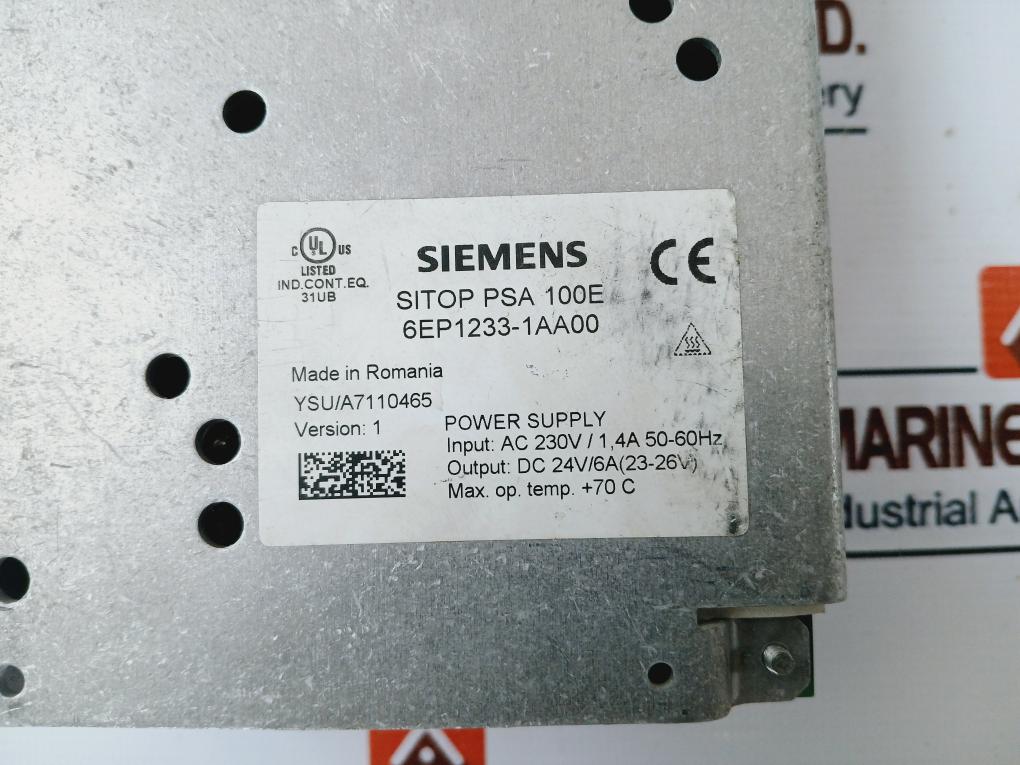 D.
ery
C UL US
LISTED
IND.CONT.EQ.
31UB
SIEMENS
CE
SITOP PSA 100E
6EP1233-1AA00
Made in Romania
YSU/A7110465
Version: 1
POWER SUPPLY
Input: AC 230V / 1,4A 50-60Hz
Output: DC 24V/6A(23-26V)
Max. op. temp. +70 C
MARINE
dustrial A